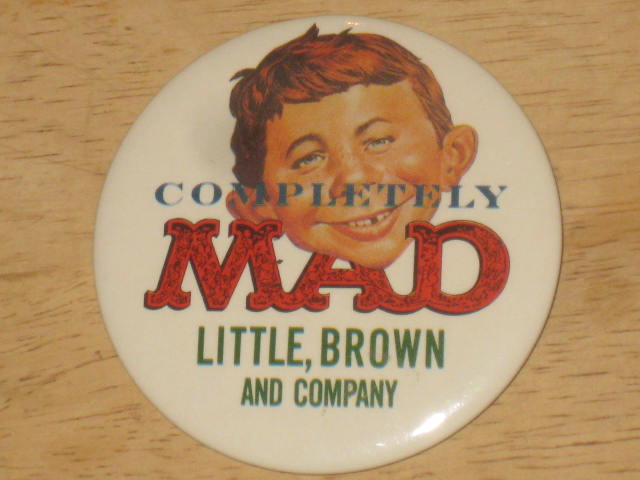 COMPLETELY
MAD
LITTLE, BROWN
AND COMPANY